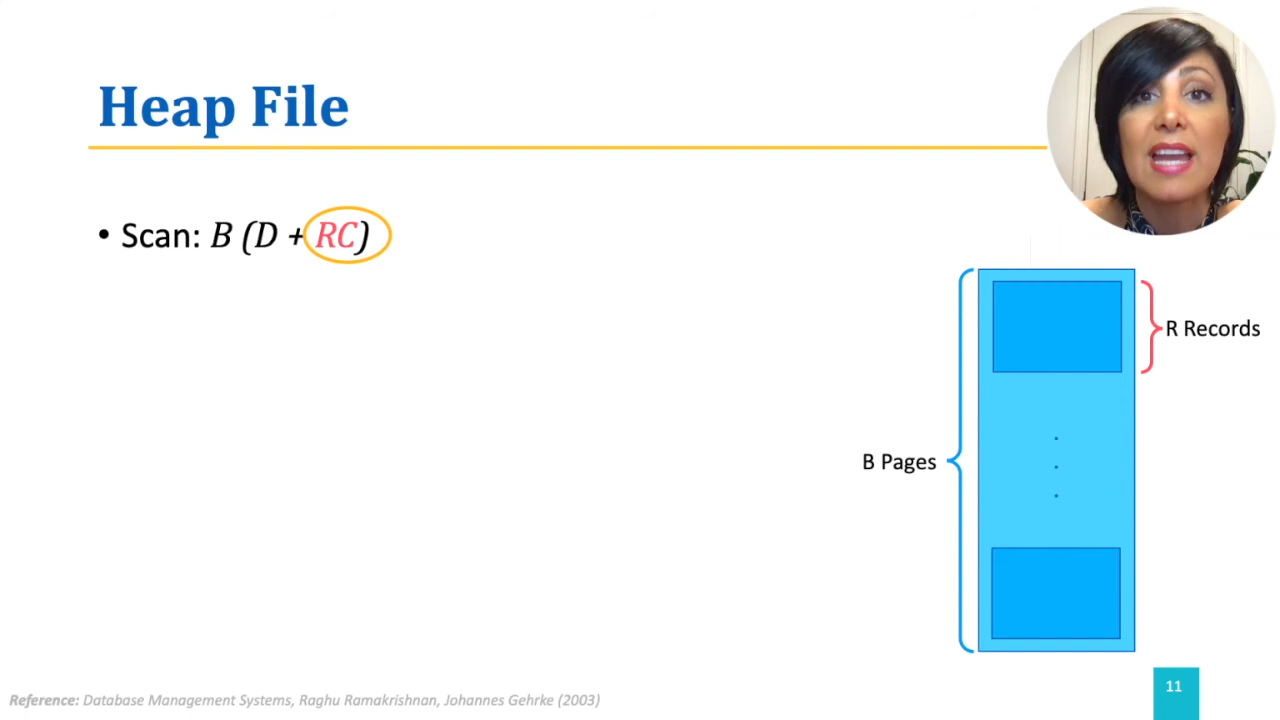 Heap File
• Scan: B (D + RC)
R Records
B Pages
Reference: Database Management Systems, Raghu Ramakrishnan, Johannes Gehrke (2003)
11